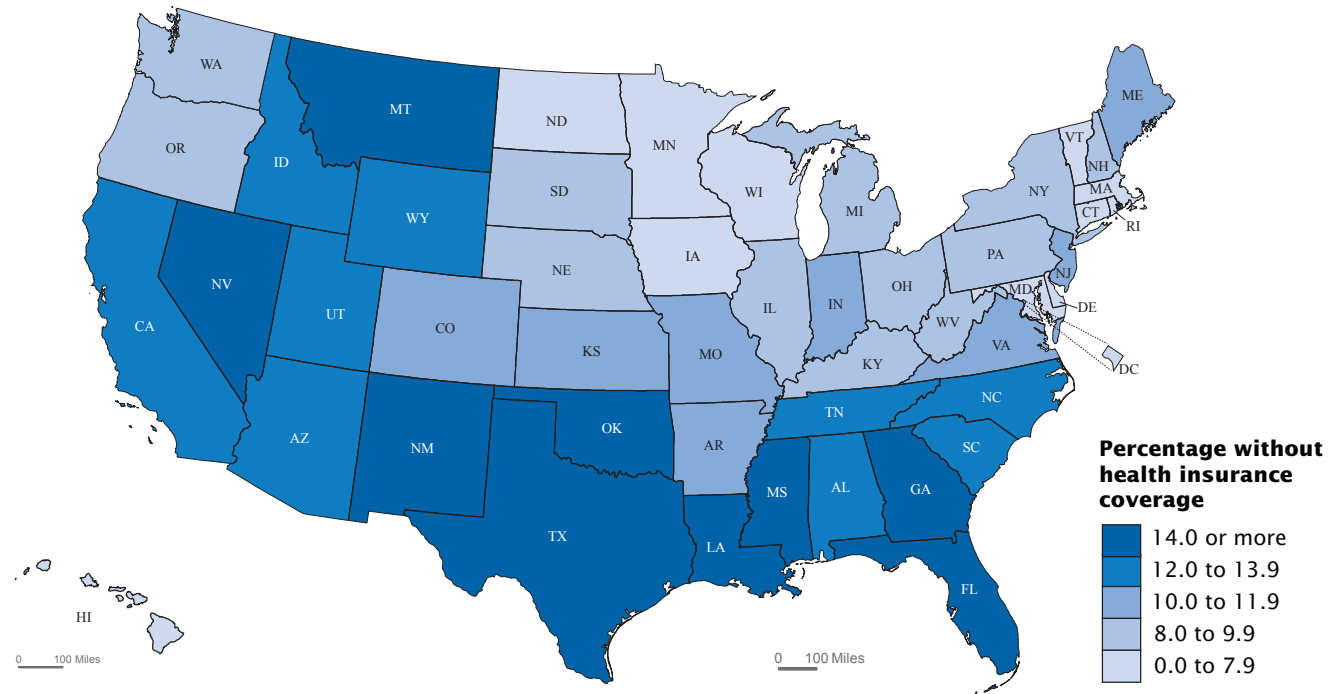 WA
MT
ME
ND
OR
MN
VT
ID
NH
SD
WI
NY
MA
WY
MI
CT
RI
IA
PA
NE
NJ
NV
OH
MD
IL
IN
DE
UT
CA
CO
WV
VA
KS
MO
KY
DC
NC
TN
OK
AZ
NM
AR
SC
Percentage without
health insurance
coverage
MS
AL
GA
14.0 or more
TX
LA
12.0 to 13.9
FL
10.0 to 11.9
HI
8.0 to 9.9
0 100 Miles
0 100 Miles
0.0 to 7.9